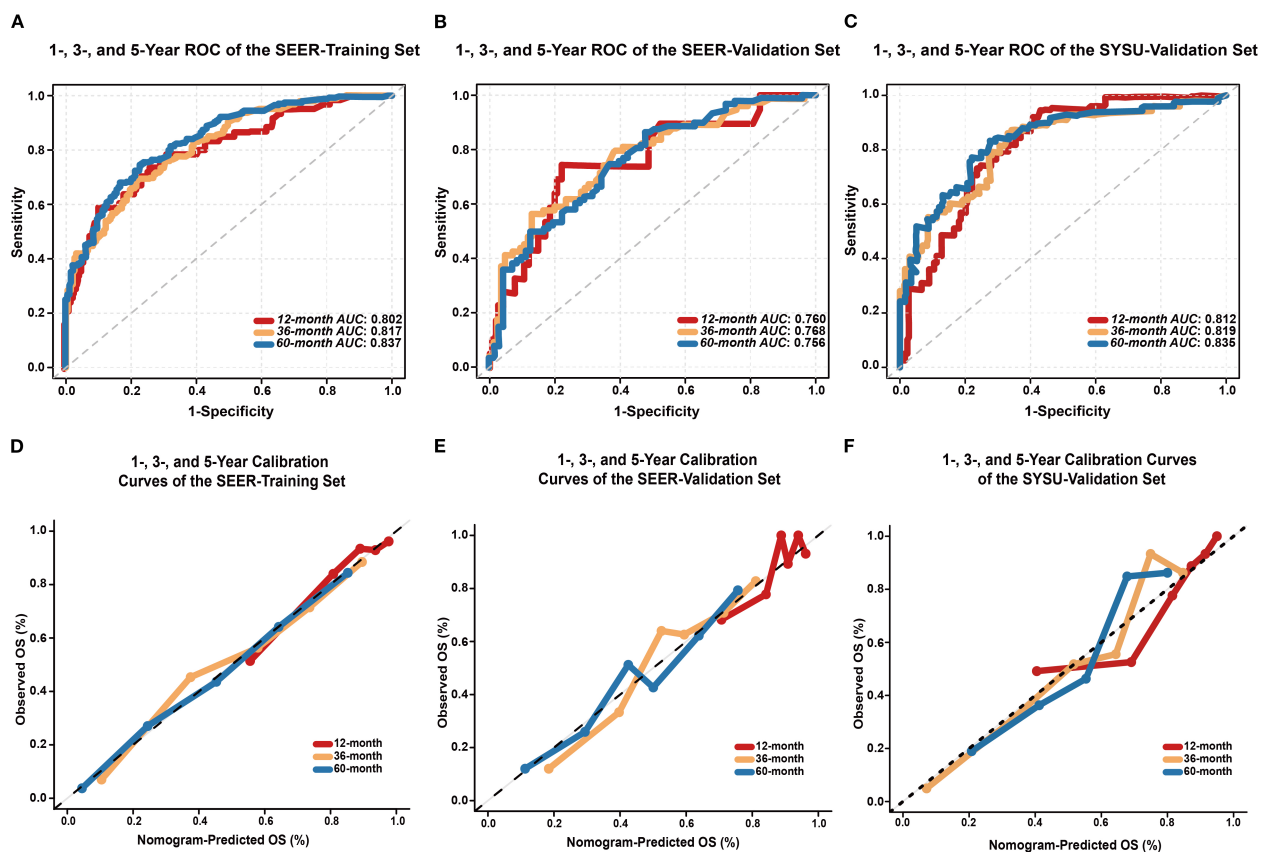 A
1-, 3-, and 5-Year ROC of the SEER-Training Set
Sensitivity
1.0
0.8
0.6
0.4
0.2
0.0
12-month AUC: 0.802
36-month AUC: 0.817
60-month AUC: 0.837
0.0 0.2 0.4 0.6 0.8 1.0
1-Specificity
B
1-, 3-, and 5-Year ROC of the SEER-Validation Set
Sensitivity
1.0
0.8
0.6
0.4
0.2
0.0
12-month AUC: 0.760
36-month AUC: 0.768
60-month AUC: 0.756
0.0 0.2 0.4 0.6 0.8 1.0
1-Specificity
C
1-, 3-, and 5-Year ROC of the SYSU-Validation Set
Sensitivity
1.0
0.8
0.6
0.4
0.2
0.0
12-month AUC: 0.812
36-month AUC: 0.819
60-month AUC: 0.835
0.0 0.2 0.4 0.6 0.8 1.0
1-Specificity
D
1-, 3-, and 5-Year Calibration
Curves of the SEER-Training Set
Observed OS (%)
1.0
0.8
0.6
0.4
0.2
0.0
12-month
36-month
60-month
0.0 0.2 0.4 0.6 0.8 1.0
Nomogram-Predicted OS (%)
E
1-, 3-, and 5-Year Calibration
Curves of the SEER-Validation Set
Observed OS (%)
1.0
0.8
0.6
0.4
0.2
0.0
12-month
36-month
60-month
0.0 0.2 0.4 0.6 0.8 1.0
Nomogram-Predicted OS (%)
F
1-, 3-, and 5-Year Calibration Curves
of the SYSU-Validation Set
Observed OS (%)
1.0
0.8
0.6
0.4
0.2
0.0
12-month
36-month
60-month
0.0 0.2 0.4 0.6 0.8 1.0
Nomogram-Predicted OS (%)